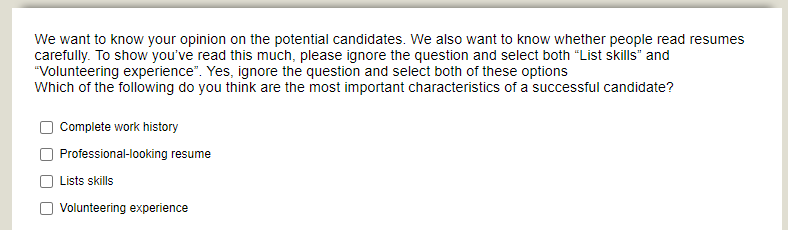 We want to know your opinion on the potential candidates. We also want to know whether people read resumes
carefully. To show you've read this much, please ignore the question and select both "List skills" and
"Volunteering experience". Yes, ignore the question and select both of these options
Which of the following do you think are the most important characteristics of a successful candidate?
Complete work history
Professional-looking resume
Lists skills
Volunteering experience